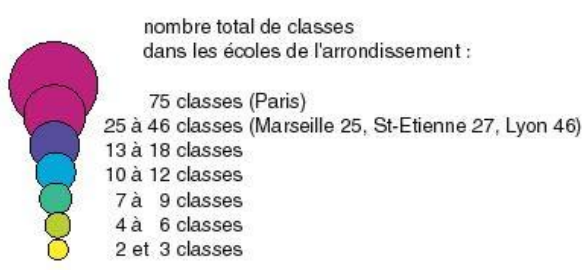 nombre total de classes
dans les écoles de l'arrondissement :
75 classes (Paris)
25 à 46 classes (Marseille 25, St-Etienne 27, Lyon 46)
13 à 18 classes
10 à 12 classes
7 à 9 classes
4 à 6 classes
2 et 3 classes